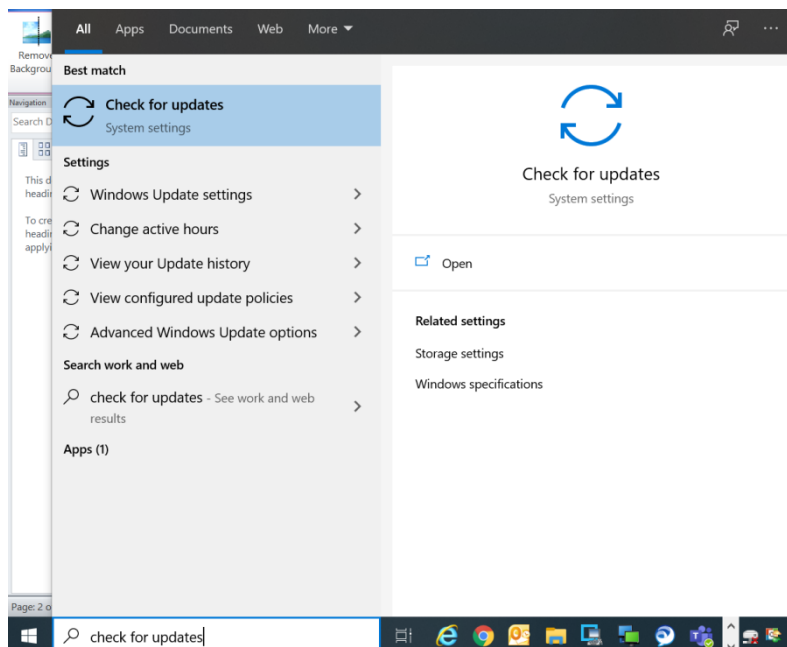 All Apps Documents Web More
Remove
Backgrou
Best match
Navigation
Search D
Check for updates
System settings
This d
headin
To cre
headin
applyi
Settings
Windows Update settings
Change active hours
View your Update history
View configured update policies
Advanced Windows Update options
Search work and web
check for updates - See work and web
results
Apps (1)
Check for updates
System settings
Open
Related settings
Storage settings
Windows specifications
Page: 2 o
check for updates